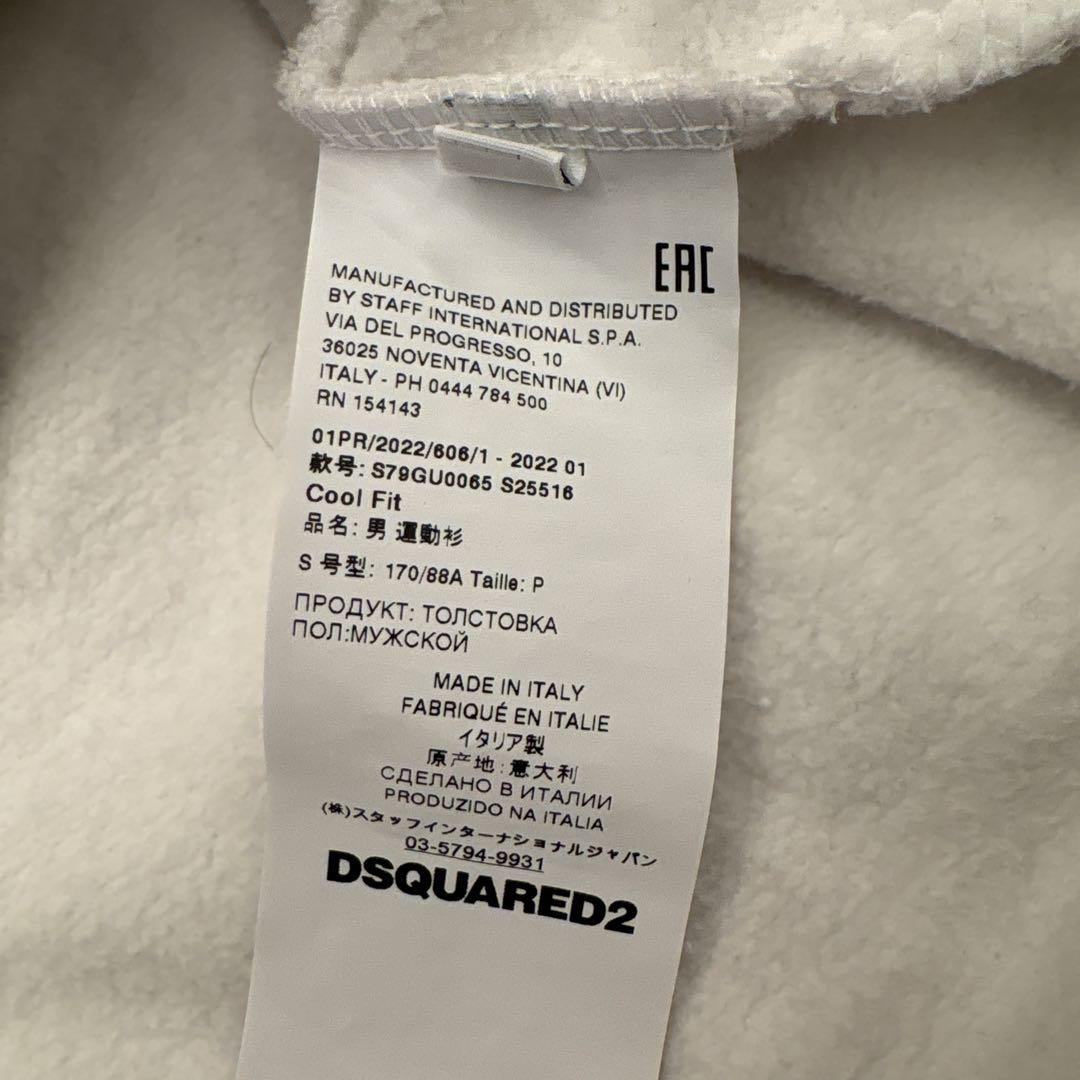 EAC
MANUFACTURED AND DISTRIBUTED
BY STAFF INTERNATIONAL S.P.A.
VIA DEL PROGRESSO, 10
36025 NOVENTA VICENTINA (VI)
ITALY - PH 0444 784 500
RN 154143
01PR/2022/606/1 - 2022 01
款号: S79GU0065 S25516
Cool Fit
品名: 男 運動衫
S 号型: 170/88A Taille: P
ПРОДУКТ: ТОЛСТОВКА
ПОЛ:МУЖСКОЙ
MADE IN ITALY
FABRIQUÉ EN ITALIE
イタリア製
原产地:意大利
СДЕЛАНО В ИТАЛИИ
PRODUZIDO NA ITALIA
(株)スタッフインターナショナルジャパン
03-5794-9931
DSQUARED2